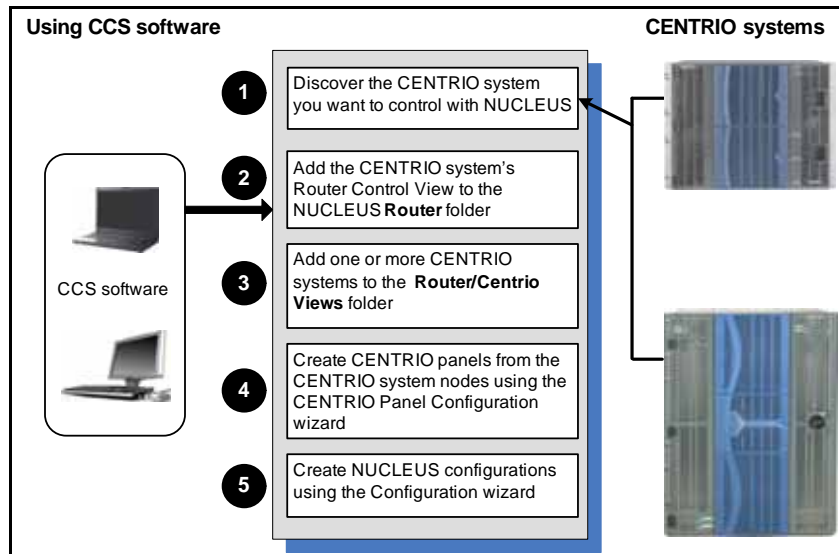 Using CCS software
CENTRIO systems
1
Discover the CENTRIO system
you want to control with NUCLEUS
2
Add the CENTRIO system’s
Router Control View to the
NUCLEUS Router folder
CCS software
3
Add one or more CENTRIO
systems to the Router/Centrio
Views folder
4
Create CENTRIO panels from the
CENTRIO system nodes using the
CENTRIO Panel Configuration
wizard
5
Create NUCLEUS configurations
using the Configuration wizard